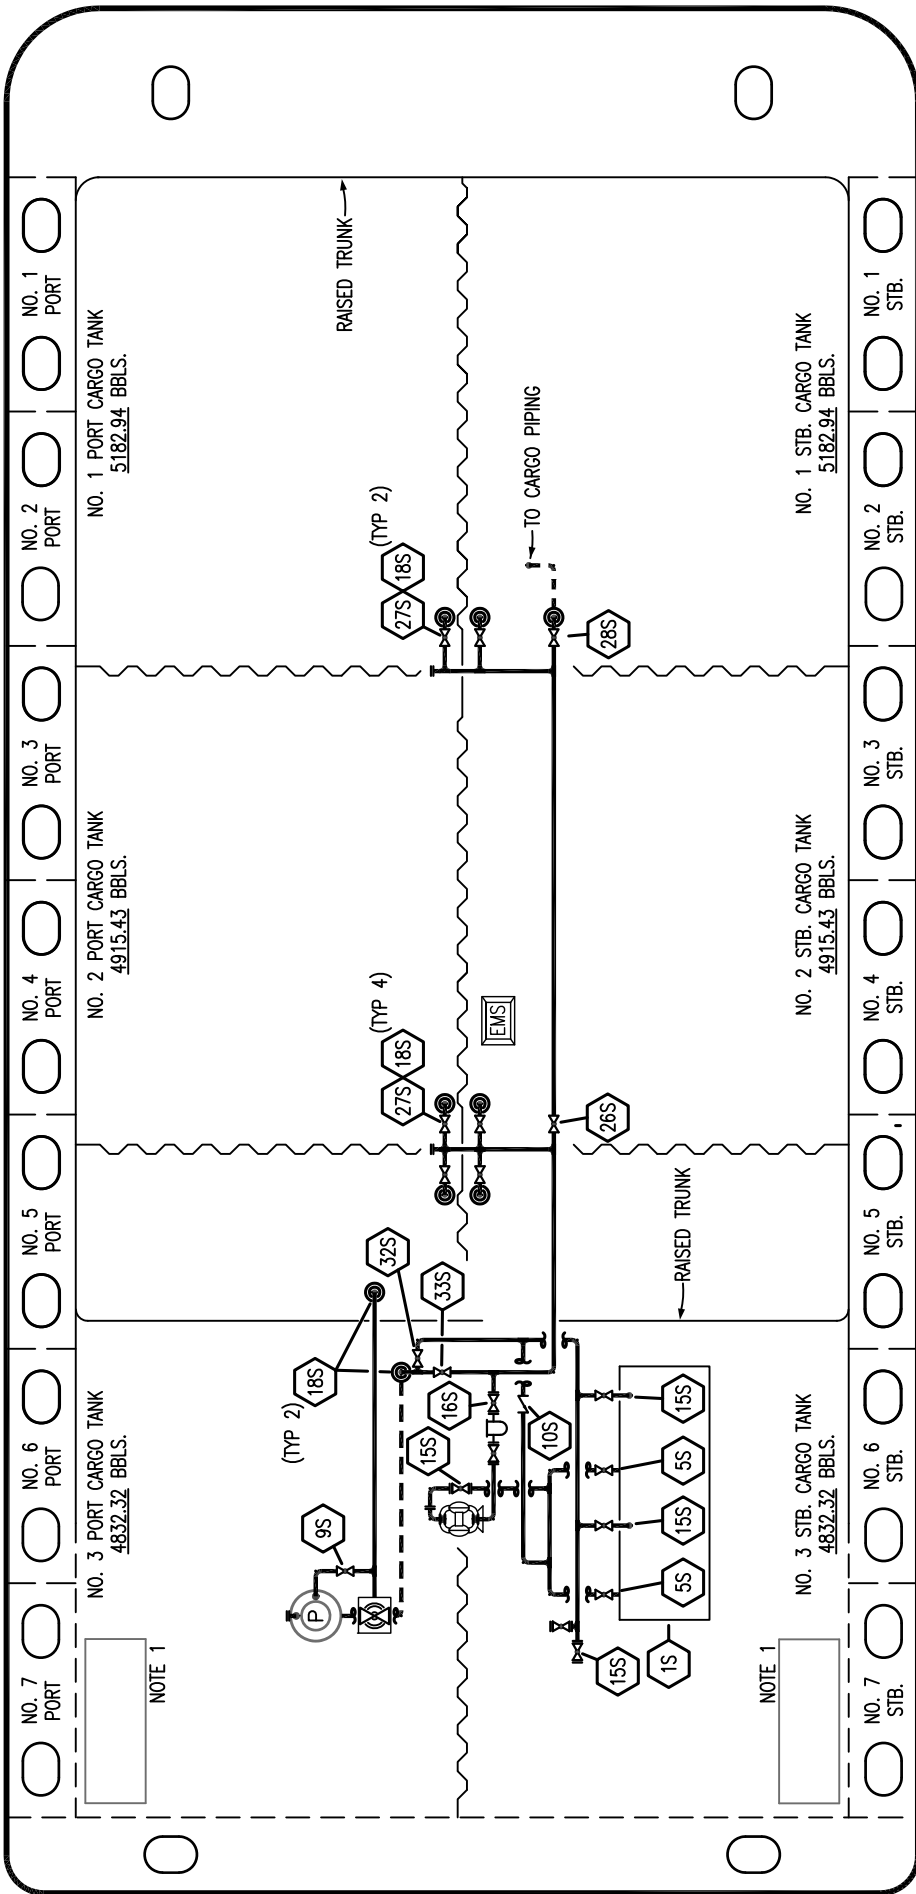 NO. 7
PORT
NO. 6
PORT
NO. 5
PORT
NO. 4
PORT
NO. 3
PORT
NO. 2
PORT
NO. 1
PORT
NO. 3 PORT CARGO TANK
4832.32 BBLS.
NO. 2 PORT CARGO TANK
4915.43 BBLS.
NO. 1 PORT CARGO TANK
5182.94 BBLS.
NOTE 1
RAISED TRUNK
(TYP 2)
18S
9S
P
32S
33S
(TYP 4)
27S
18S
(TYP 2)
27S
18S
15S
16S
10S
EMS
TO CARGO PIPING
26S
28S
15S
1S
5S
15S
5S
15S
RAISED TRUNK
NOTE 1
NO. 3 STB. CARGO TANK
4832.32 BBLS.
NO. 2 STB. CARGO TANK
4915.43 BBLS.
NO. 1 STB. CARGO TANK
5182.94 BBLS.
NO. 7
STB.
NO. 6
STB.
NO. 5
STB.
NO. 4
STB.
NO. 3
STB.
NO. 2
STB.
NO. 1
STB.